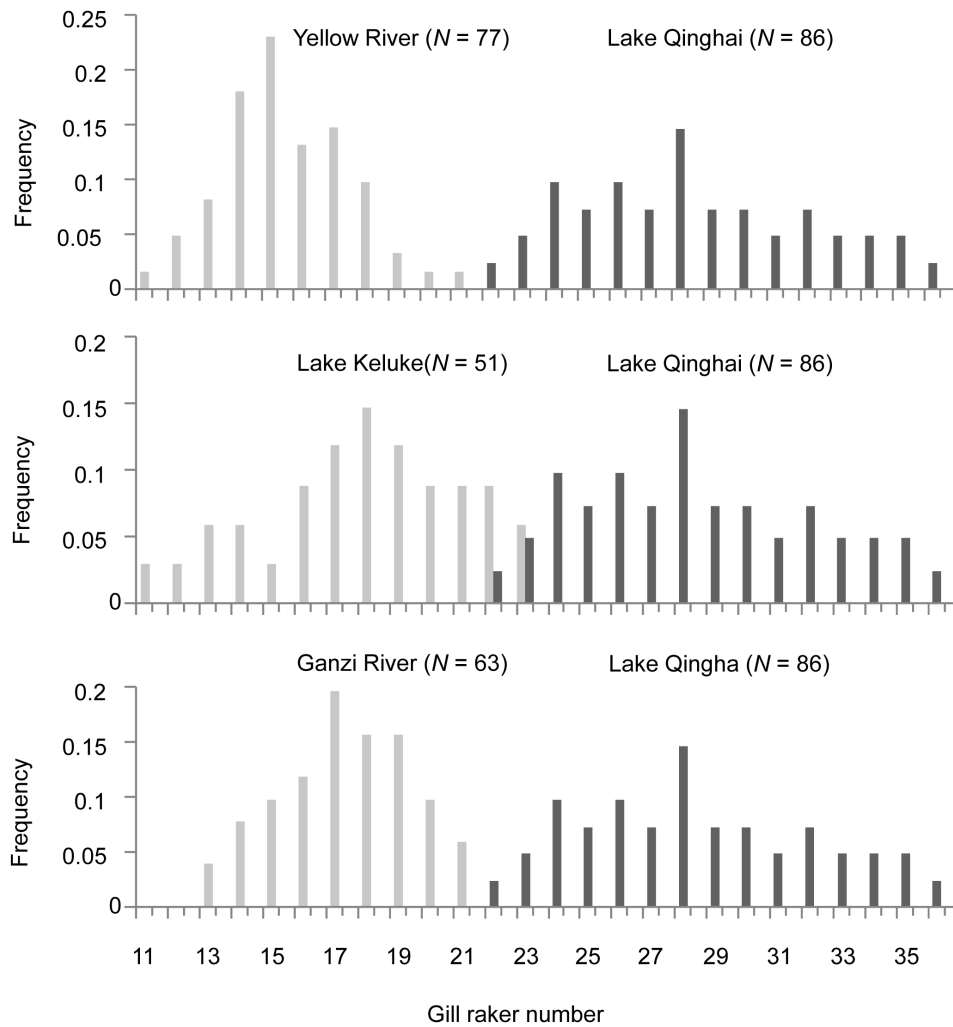 0.25
Yellow River (N = 77) Lake Qinghai (N = 86)
0.2
0.15
0.1
0.05
0
Frequency
0.2
Lake Keluke(N = 51) Lake Qinghai (N = 86)
0.15
0.1
0.05
0
Frequency
Ganzi River (N = 63) Lake Qingha (N = 86)
0.2
0.15
0.1
0.05
0
Frequency
11 13 15 17 19 21 23 25 27 29 31 33 35
Gill raker number